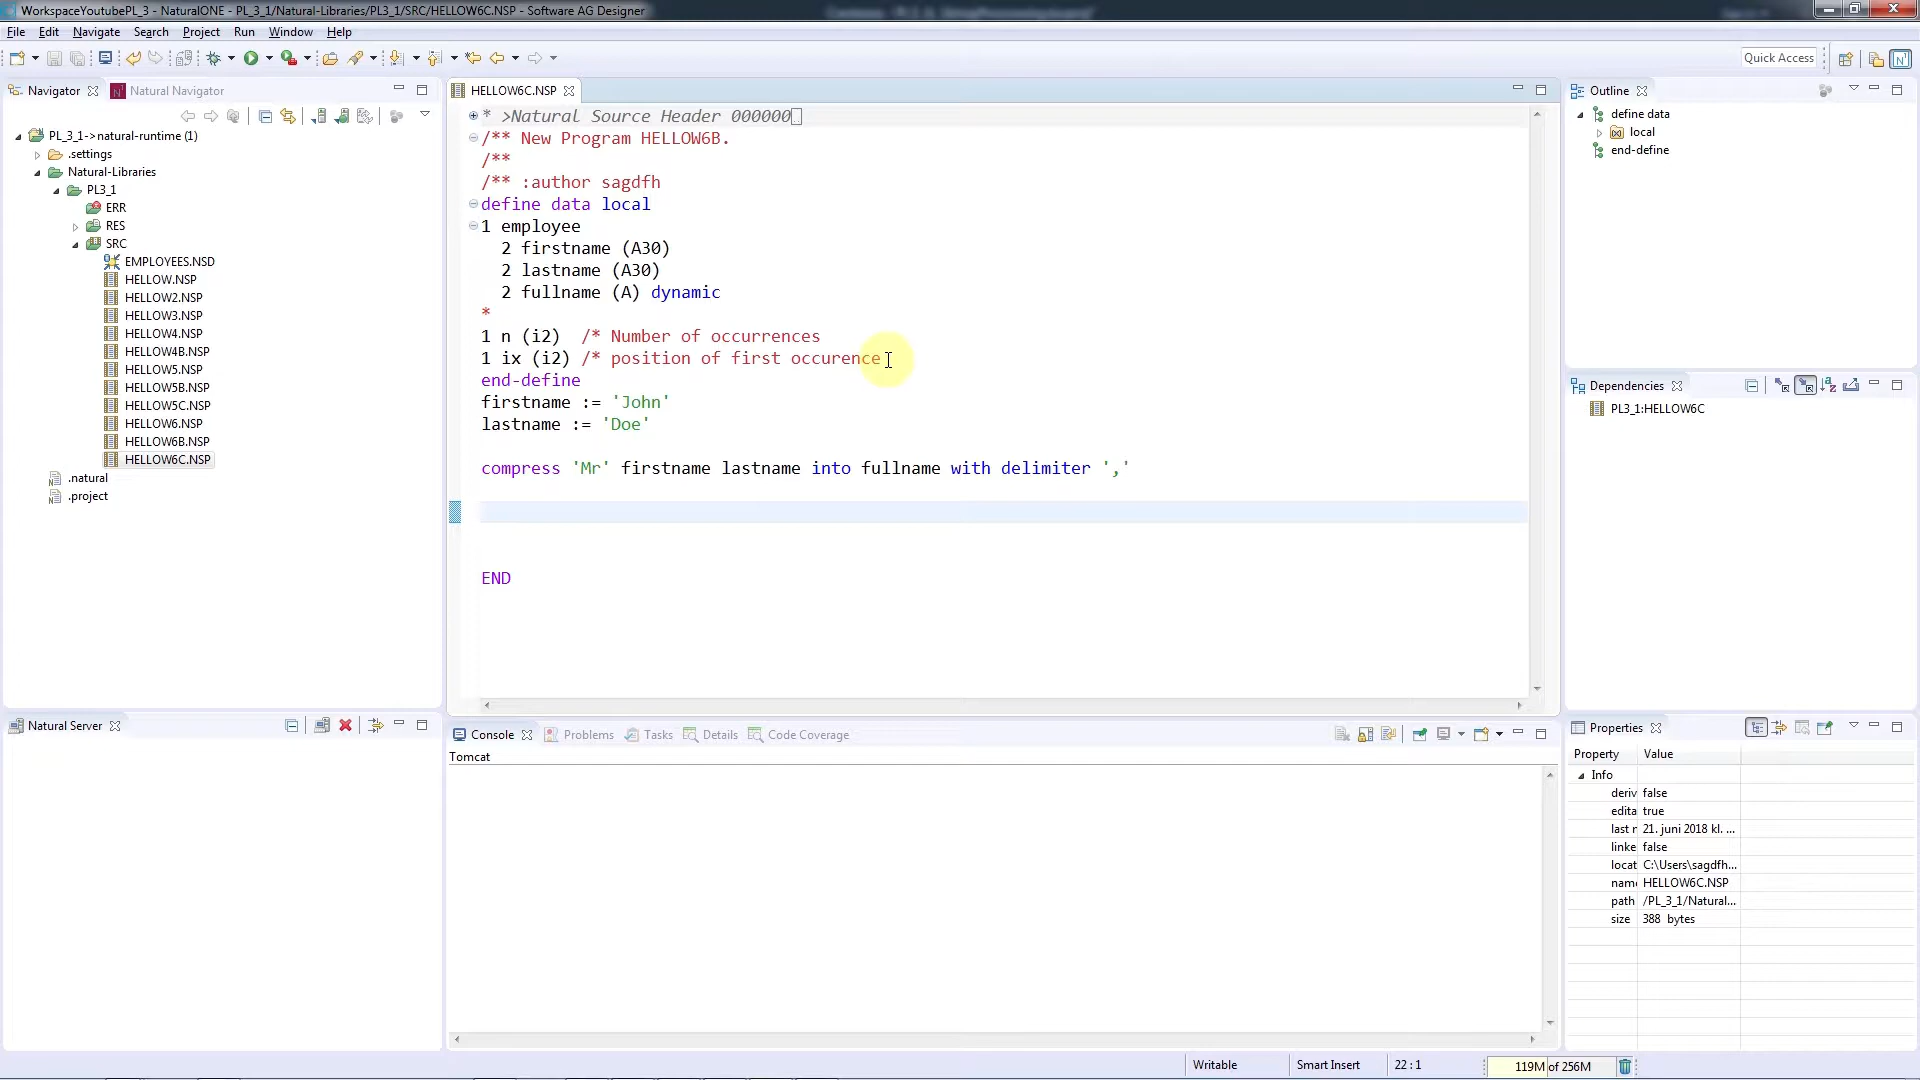 WorkspaceYoutubePL_3 - NaturalONE - PL_3_1/Natural-Libraries/PL3_1/SRC/HELLOW6C.NSP - Software AG Designer
File Edit Navigate Search Project Run Window Help
Quick Access
Navigator
Natural Navigator
PL_3_1->natural-runtime (1)
.settings
Natural-Libraries
PL3_1
ERR
RES
SRC
EMPLOYEES.NSD
HELLOW.NSP
HELLOW2.NSP
HELLOW3.NSP
HELLOW4.NSP
HELLOW4B.NSP
HELLOW5.NSP
HELLOW5B.NSP
HELLOW5C.NSP
HELLOW6.NSP
HELLOW6B.NSP
HELLOW6C.NSP
.natural
.project
Natural Server
HELLOW6C.NSP
* >Natural Source Header 000000
/** New Program HELLOW6B.
/**
/** :author sagdfh
define data local
1 employee
2 firstname (A30)
2 lastname (A30)
2 fullname (A) dynamic
*
1 n (i2) /* Number of occurrences
1 ix (i2) /* position of first occurence
end-define
firstname := 'John'
lastname := 'Doe'
compress 'Mr' firstname lastname into fullname with delimiter ','
END
Console
Problems
Tasks
Details
Code Coverage
Tomcat
Outline
define data
local
end-define
Dependencies
PL3_1:HELLOW6C
Properties
Property Value
Info
deriv false
edita true
last r 21. juni 2018 kl. ...
linke false
locat C:\Users\sagdfh...
name HELLOW6C.NSP
path /PL_3_1/Natural...
size 388 bytes
Writable
Smart Insert
22 : 1
119M of 256M